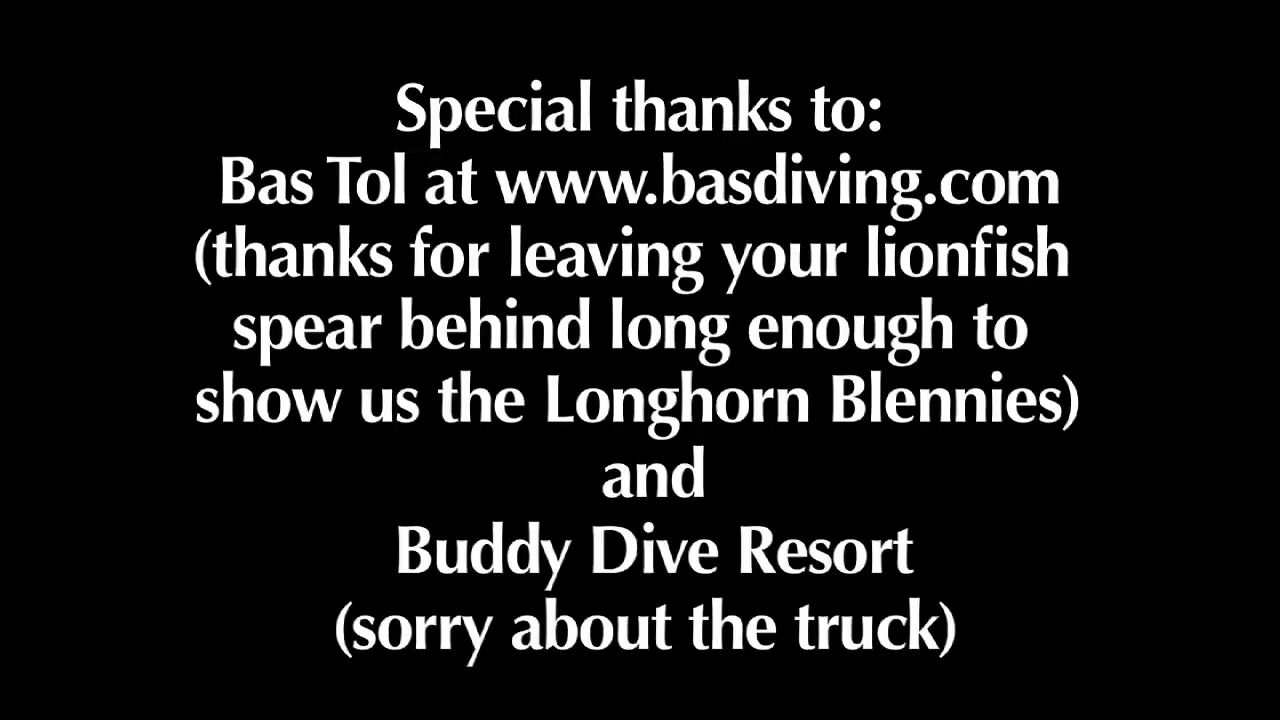 Special thanks to:
Bas Tol at www.basdiving.com
(thanks for leaving your lionfish
spear behind long enough to
show us the Longhorn Blennies)
and
Buddy Dive Resort
(sorry about the truck)